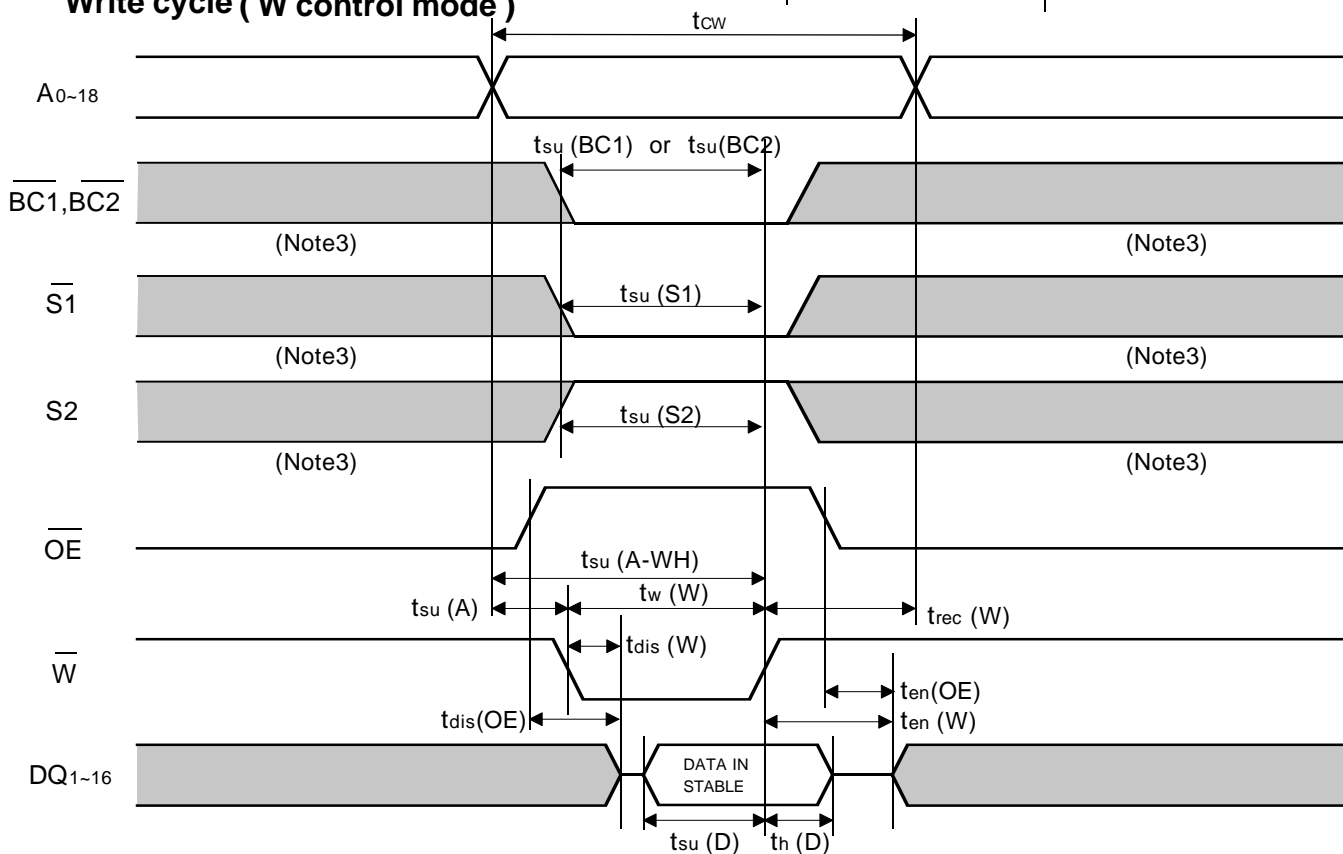 Write cycle ( W control mode )
tCW
A0~18
tsu (BC1) or tsu(BC2)
BC1,BC2
(Note3) (Note3)
S1
tsu (S1)
(Note3) (Note3)
S2
tsu (S2)
(Note3) (Note3)
OE
tsu (A-WH)
tsu (A) tw (W) trec (W)
W
tdis (W)
ten(OE)
tdis(OE) ten (W)
DQ1~16
DATA IN
STABLE
tsu (D) th (D)